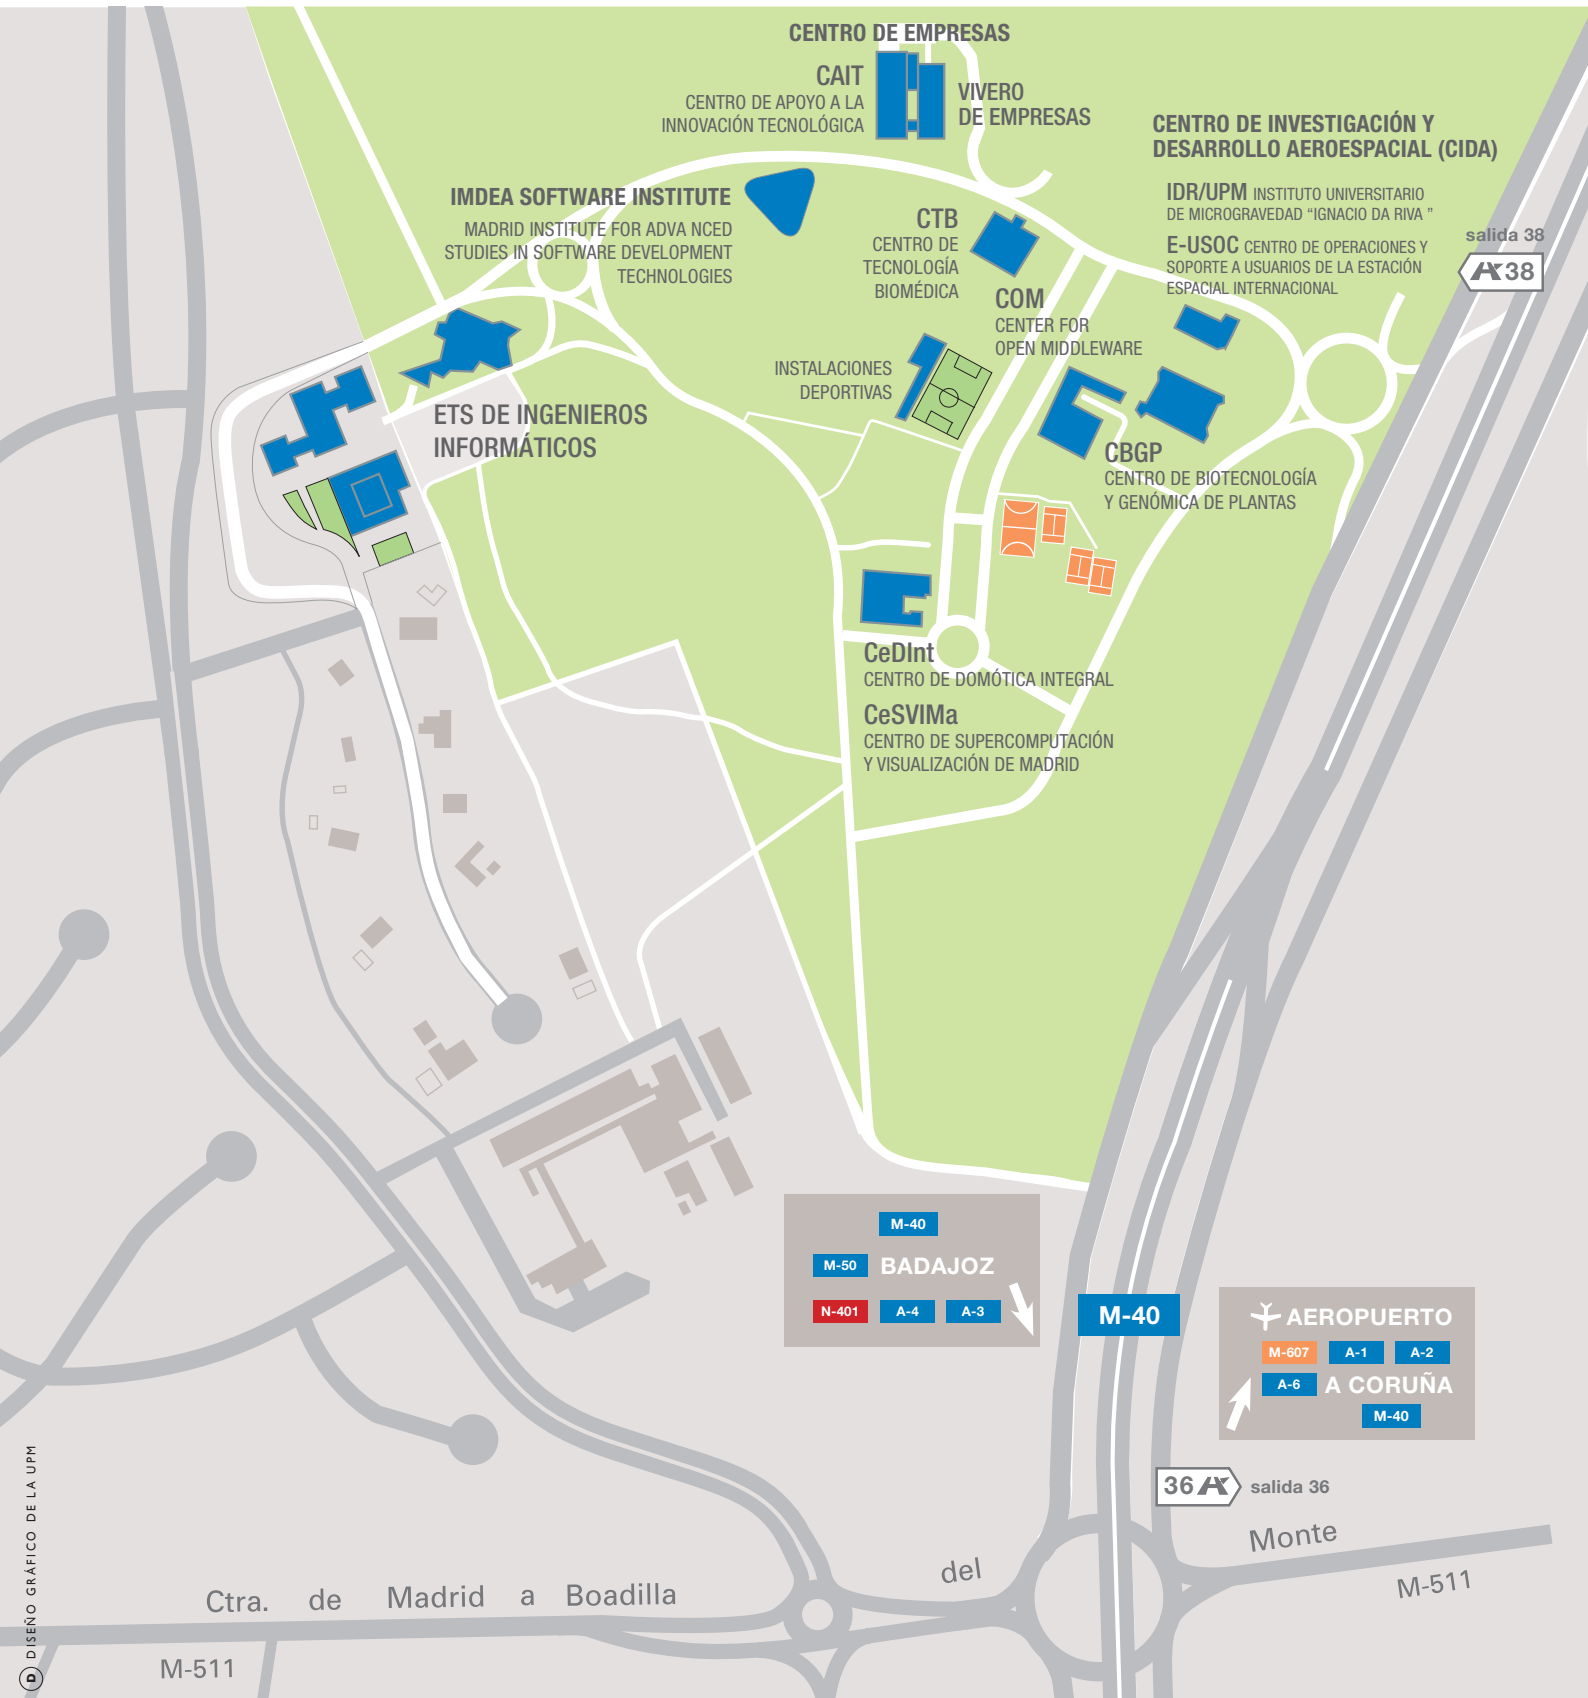 CENTRO DE EMPRESAS
CAIT
CENTRO DE APOYO A LA
INNOVACIÓN TECNOLÓGICA
VIVERO
DE EMPRESAS
CENTRO DE INVESTIGACIÓN Y
DESARROLLO AEROESPACIAL (CIDA)
IDR/UPM INSTITUTO UNIVERSITARIO
DE MICROGRAVEDAD “IGNACIO DA RIVA ”
E-USOC CENTRO DE OPERACIONES Y
SOPORTE A USUARIOS DE LA ESTACIÓN
ESPACIAL INTERNACIONAL
salida 38
38
IMDEA SOFTWARE INSTITUTE
MADRID INSTITUTE FOR ADVA NCED
STUDIES IN SOFTWARE DEVELOPMENT
TECHNOLOGIES
CTB
CENTRO DE
TECNOLOGÍA
BIOMÉDICA
COM
CENTER FOR
OPEN MIDDLEWARE
INSTALACIONES
DEPORTIVAS
ETS DE INGENIEROS
INFORMÁTICOS
CBGP
CENTRO DE BIOTECNOLOGÍA
Y GENÓMICA DE PLANTAS
CeDInt
CENTRO DE DOMÓTICA INTEGRAL
CeSVIMa
CENTRO DE SUPERCOMPUTACIÓN
Y VISUALIZACIÓN DE MADRID
M-40
M-50 BADAJOZ
N-401 A-4 A-3
M-40
AEROPUERTO
M-607 A-1 A-2
A-6 A CORUÑA
M-40
36 salida 36
Ctra. de Madrid a Boadilla del Monte
M-511
M-511
D DISEÑO GRÁFICO DE LA UPM